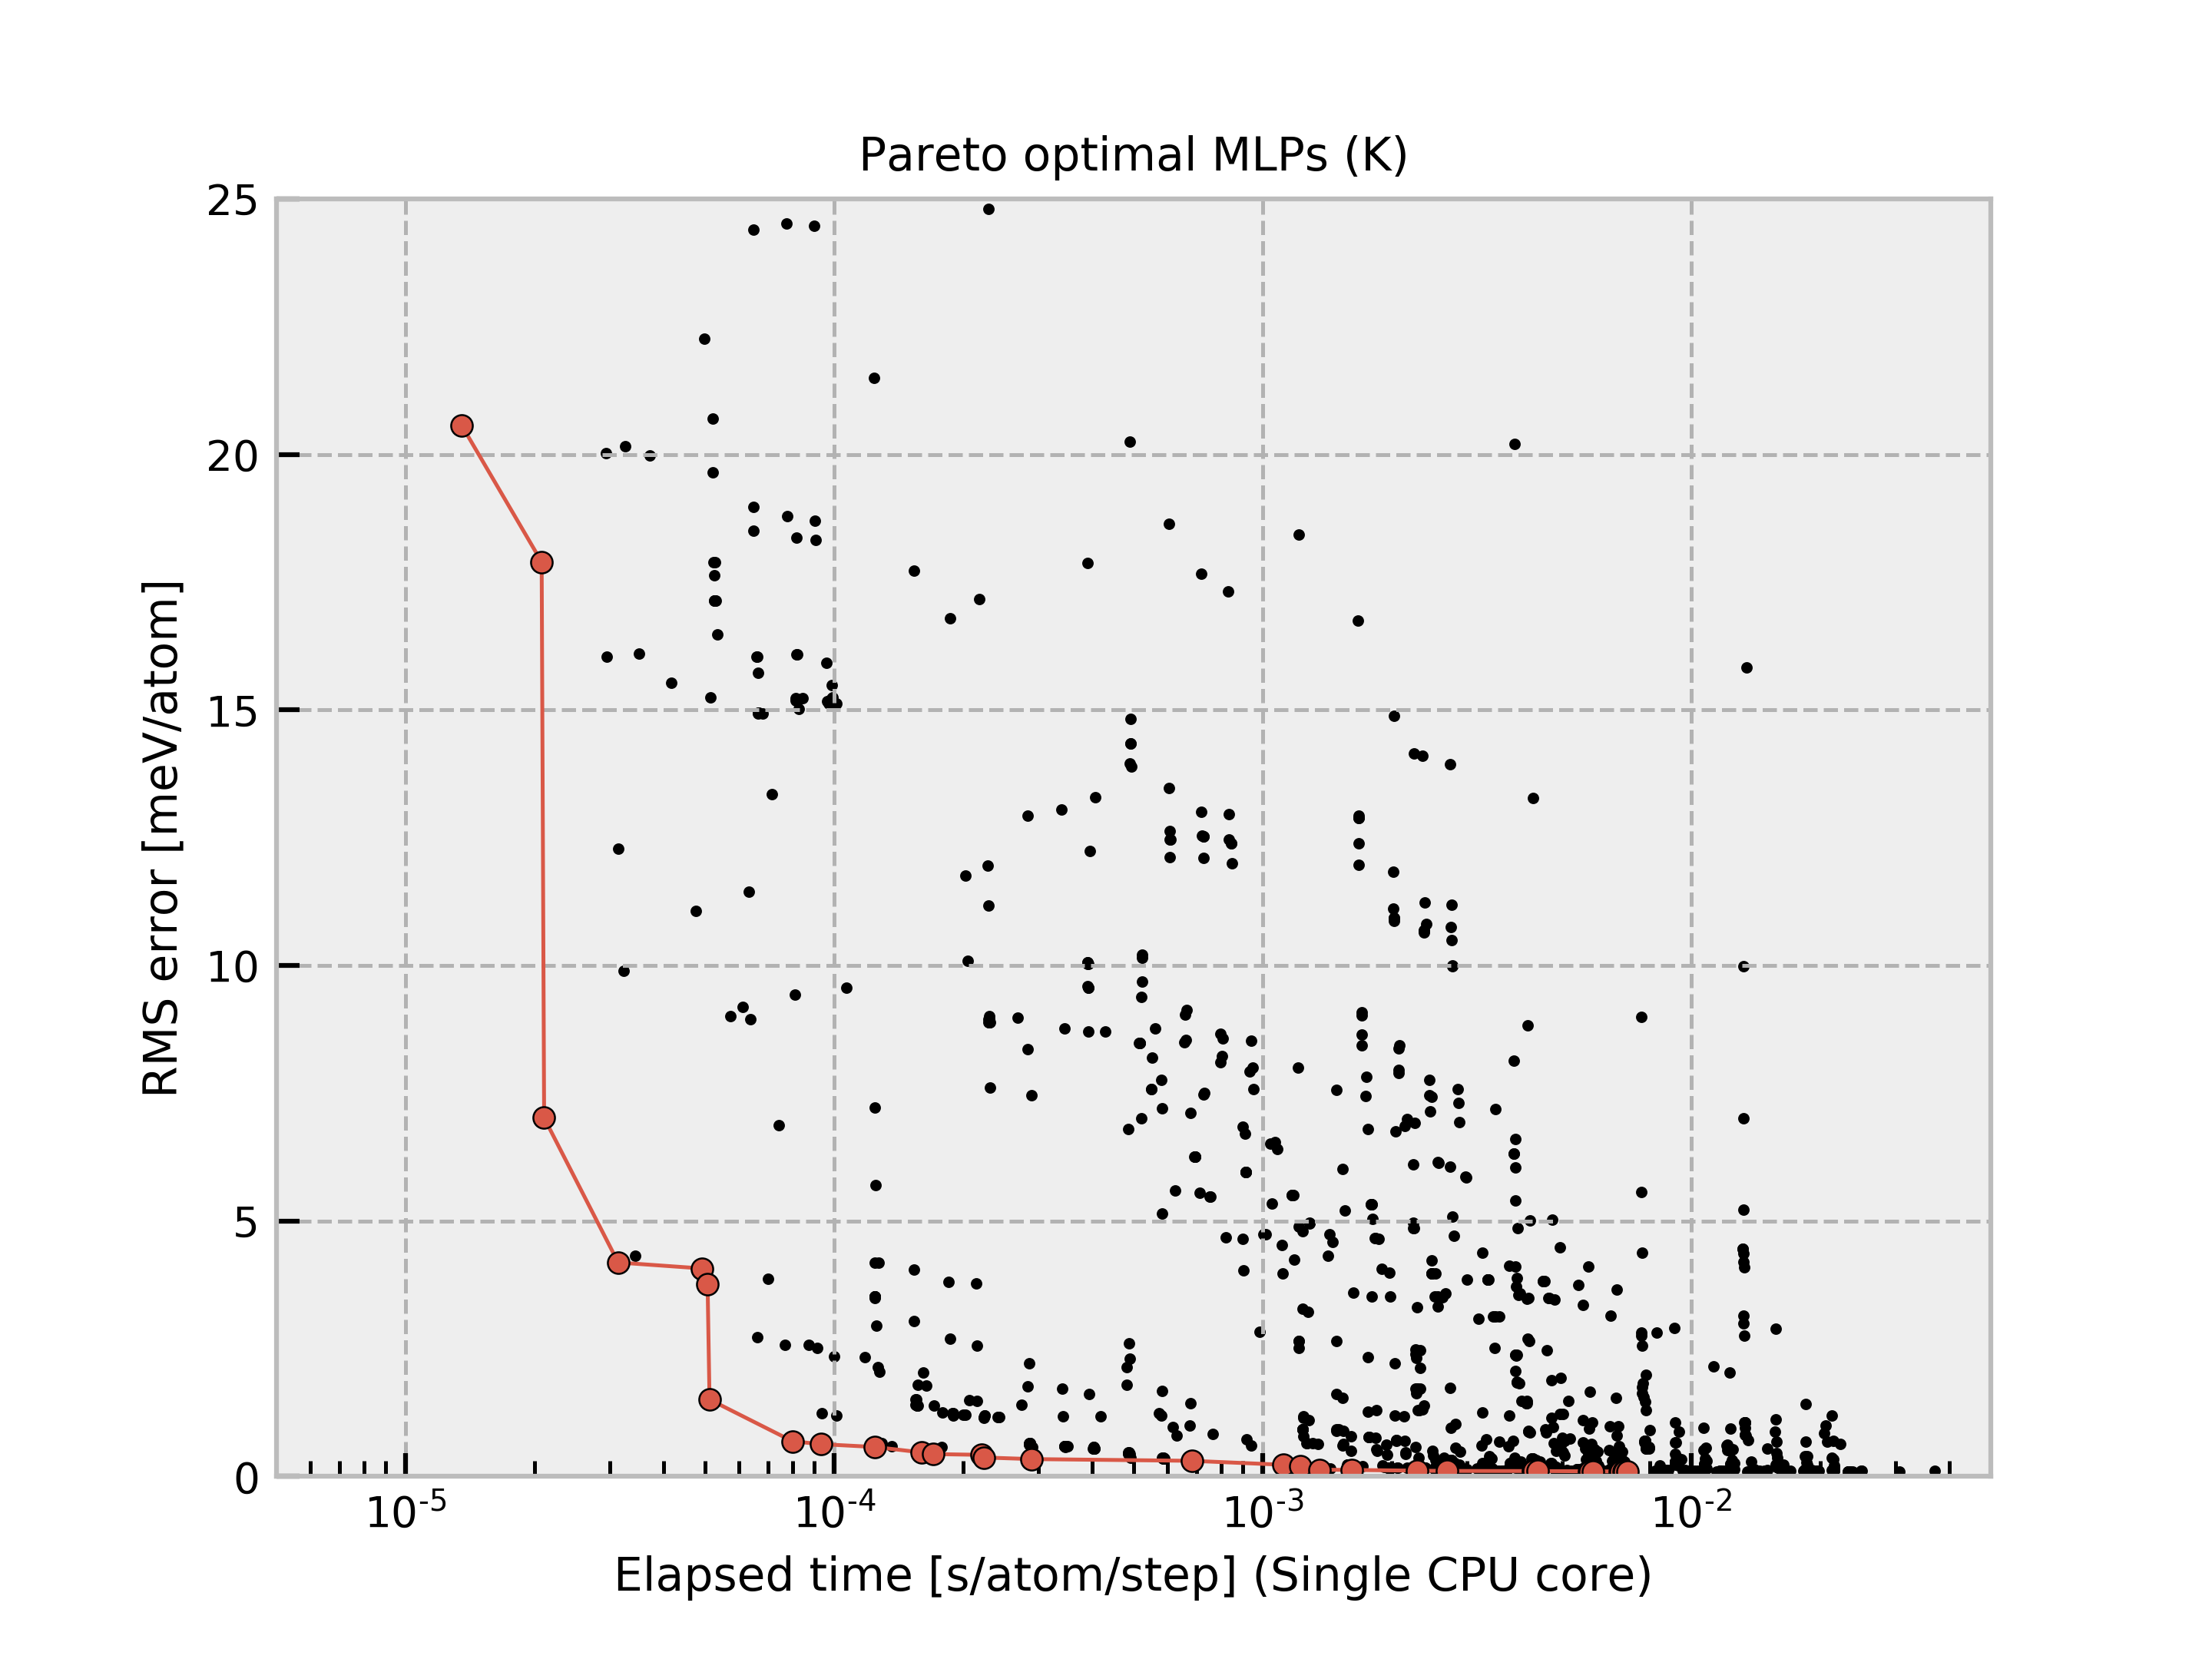 Pareto optimal MLPs (K)
25
20
15
10
5
0
RMS error [meV/atom]
10-5 10-4 10-3 10-2
Elapsed time [s/atom/step] (Single CPU core)